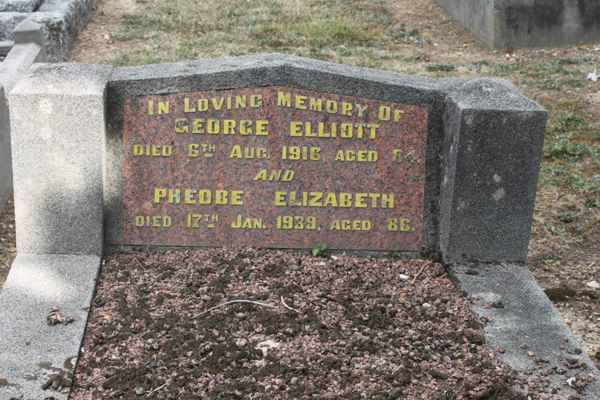 IN LOVING MEMORY OF
GEORGE ELLIOTT
DIED 6TH AUG. 1916, AGED 84.
AND
PHEOBE ELIZABETH
DIED 17TH JAN. 1939, AGED 86.